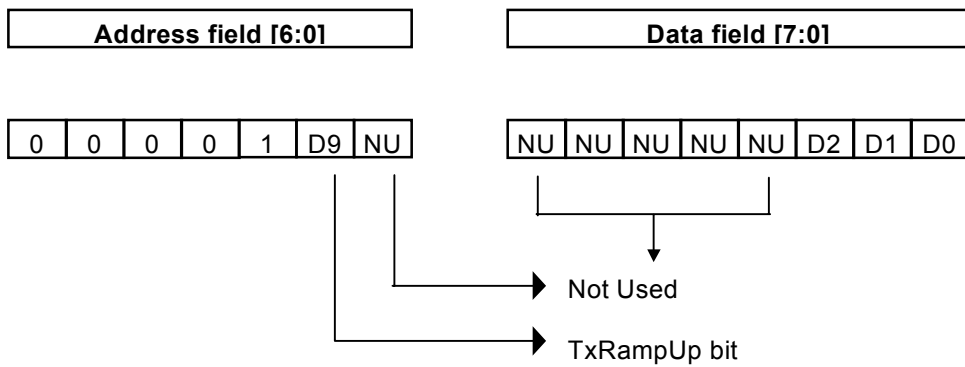 Address field [6:0] Data field [7:0]
0 0 0 0 1 D9 NU NU NU NU NU NU D2 D1 D0
Not Used
TxRampUp bit